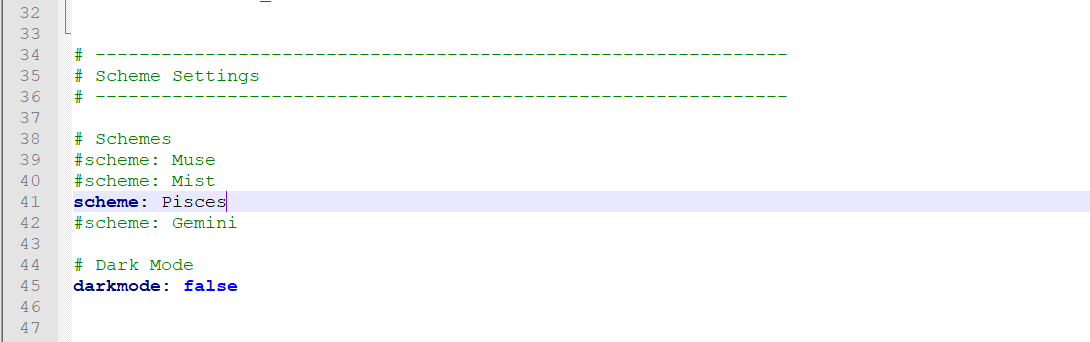 32
33
34 # ---------------------------------------------------------------
35 # Scheme Settings
36 # ---------------------------------------------------------------
37
38 # Schemes
39 #scheme: Muse
40 #scheme: Mist
41 scheme: Pisces
42 #scheme: Gemini
43
44 # Dark Mode
45 darkmode: false
46
47